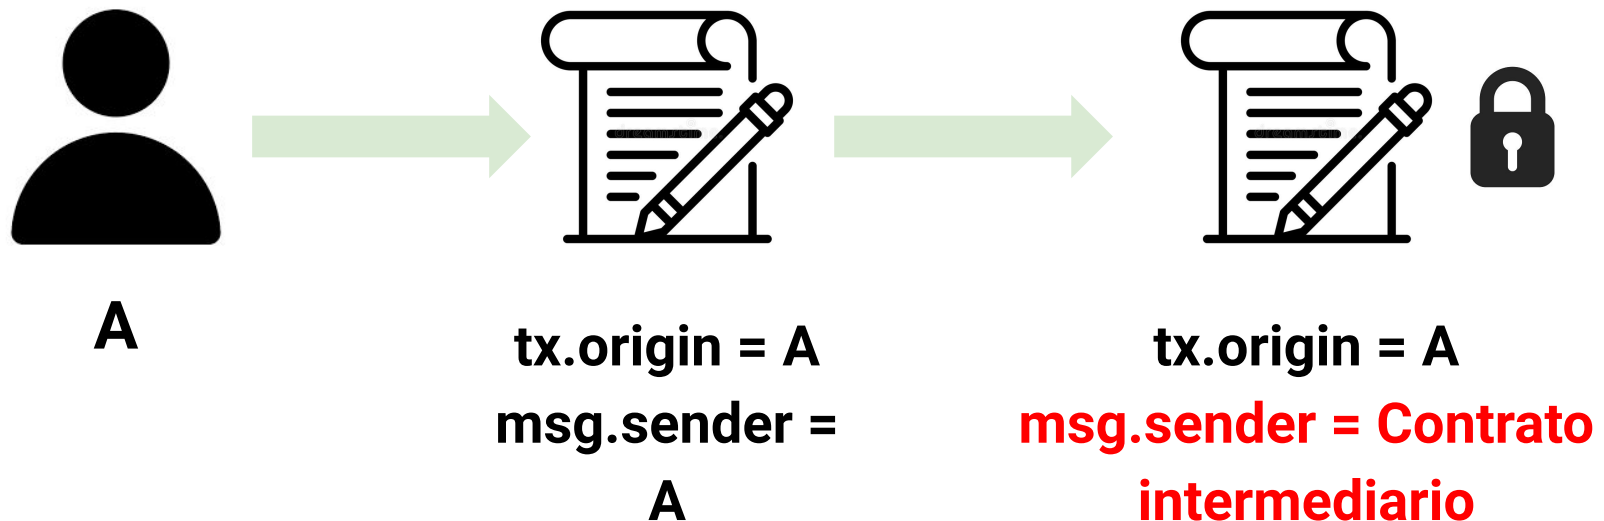 A
tx.origin = A
msg.sender =
A
tx.origin = A
msg.sender = Contrato
intermediario